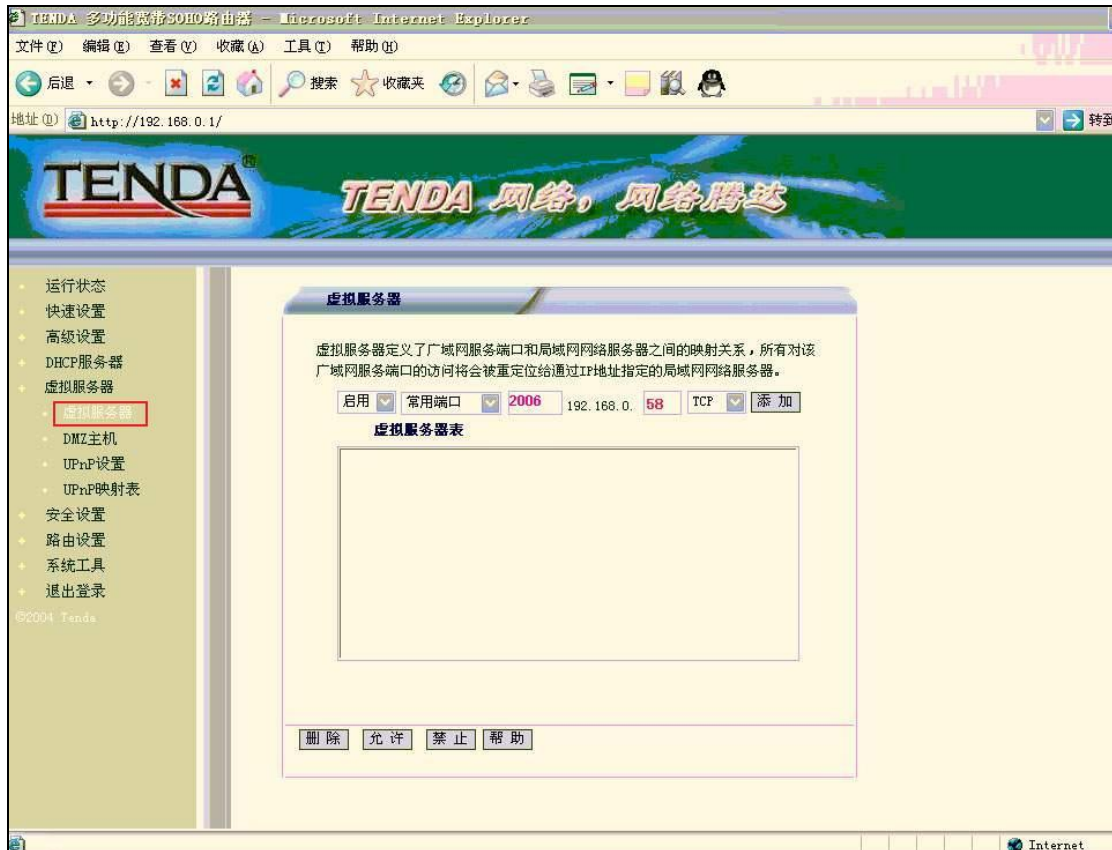 TENDA 多功能宽带SOHO路由器 - Microsoft Internet Explorer
文件(F) 编辑(E) 查看(V) 收藏(A) 工具(T) 帮助(H)
后退 搜索 收藏夹
地址(D) http://192.168.0.1/ 转到
TENDA®
TENDA 网络,网络腾达
运行状态
快速设置
高级设置
DHCP服务器
虚拟服务器
虚拟服务器
DMZ主机
UPnP设置
UPnP映射表
安全设置
路由设置
系统工具
退出登录
©2004 Tenda
虚拟服务器
虚拟服务器定义了广域网服务端口和局域网网络服务器之间的映射关系,所有对该
广域网服务端口的访问将会被重定位给通过IP地址指定的局域网网络服务器。
启用 常用端口 2006 192.168.0. 58 TCP 添加
虚拟服务器表
删除 允许 禁止 帮助
Internet